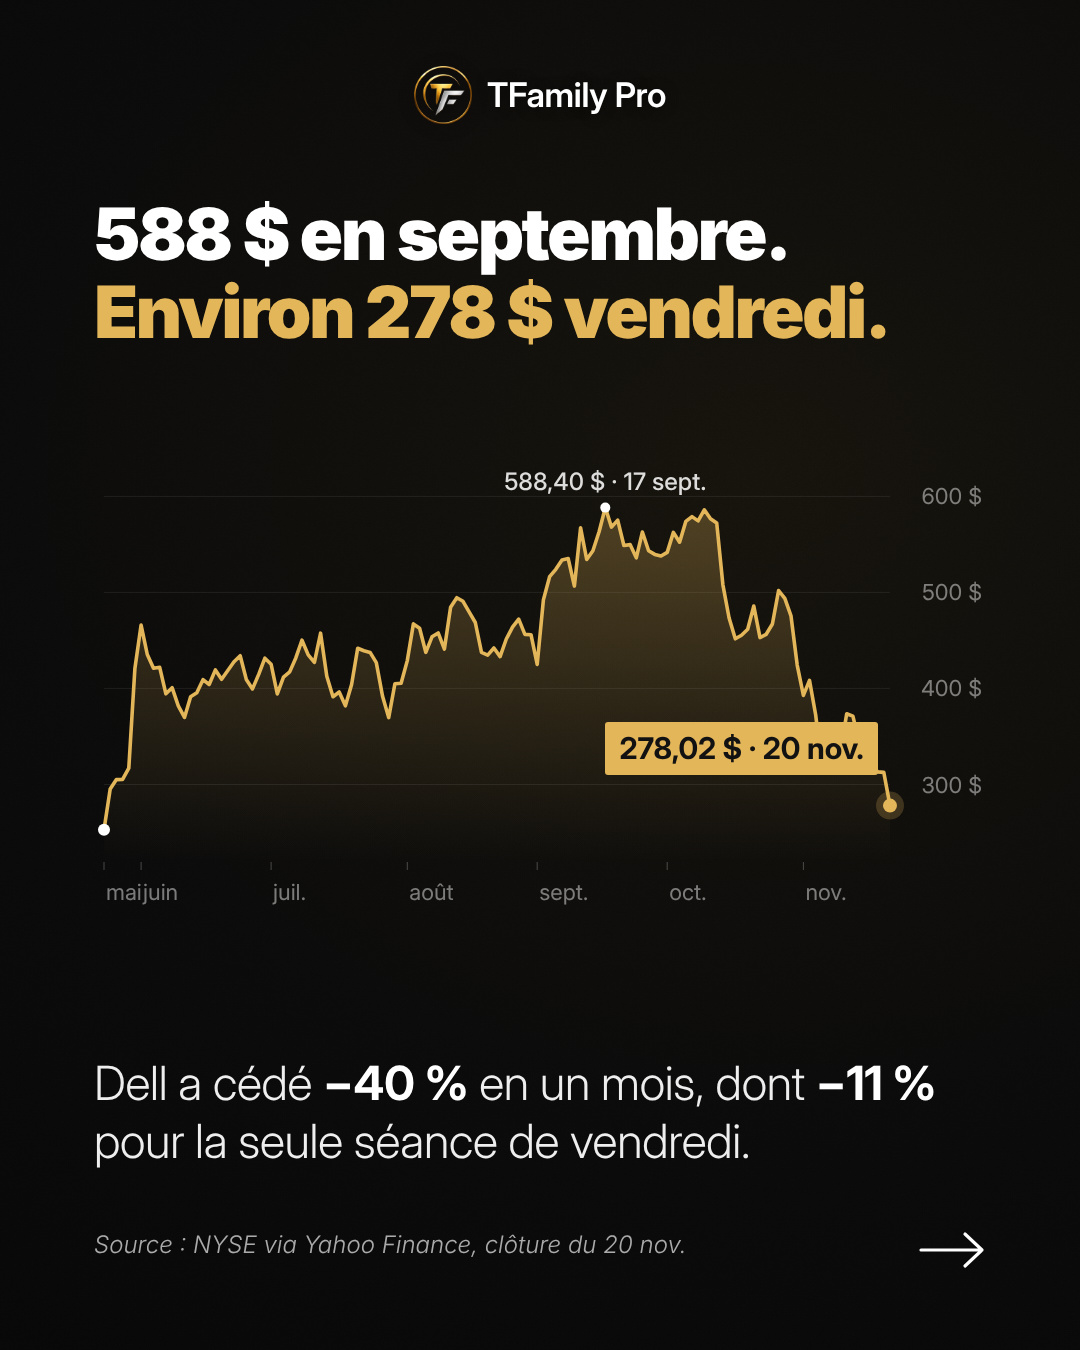 TFamily Pro
588 $ en septembre.
Environ 278 $ vendredi.
588,40 $ · 17 sept.
600 $
500 $
400 $
278,02 $ · 20 nov.
300 $
mai juin juil. août sept. oct. nov.
Dell a cédé −40 % en un mois, dont −11 %
pour la seule séance de vendredi.
Source : NYSE via Yahoo Finance, clôture du 20 nov.